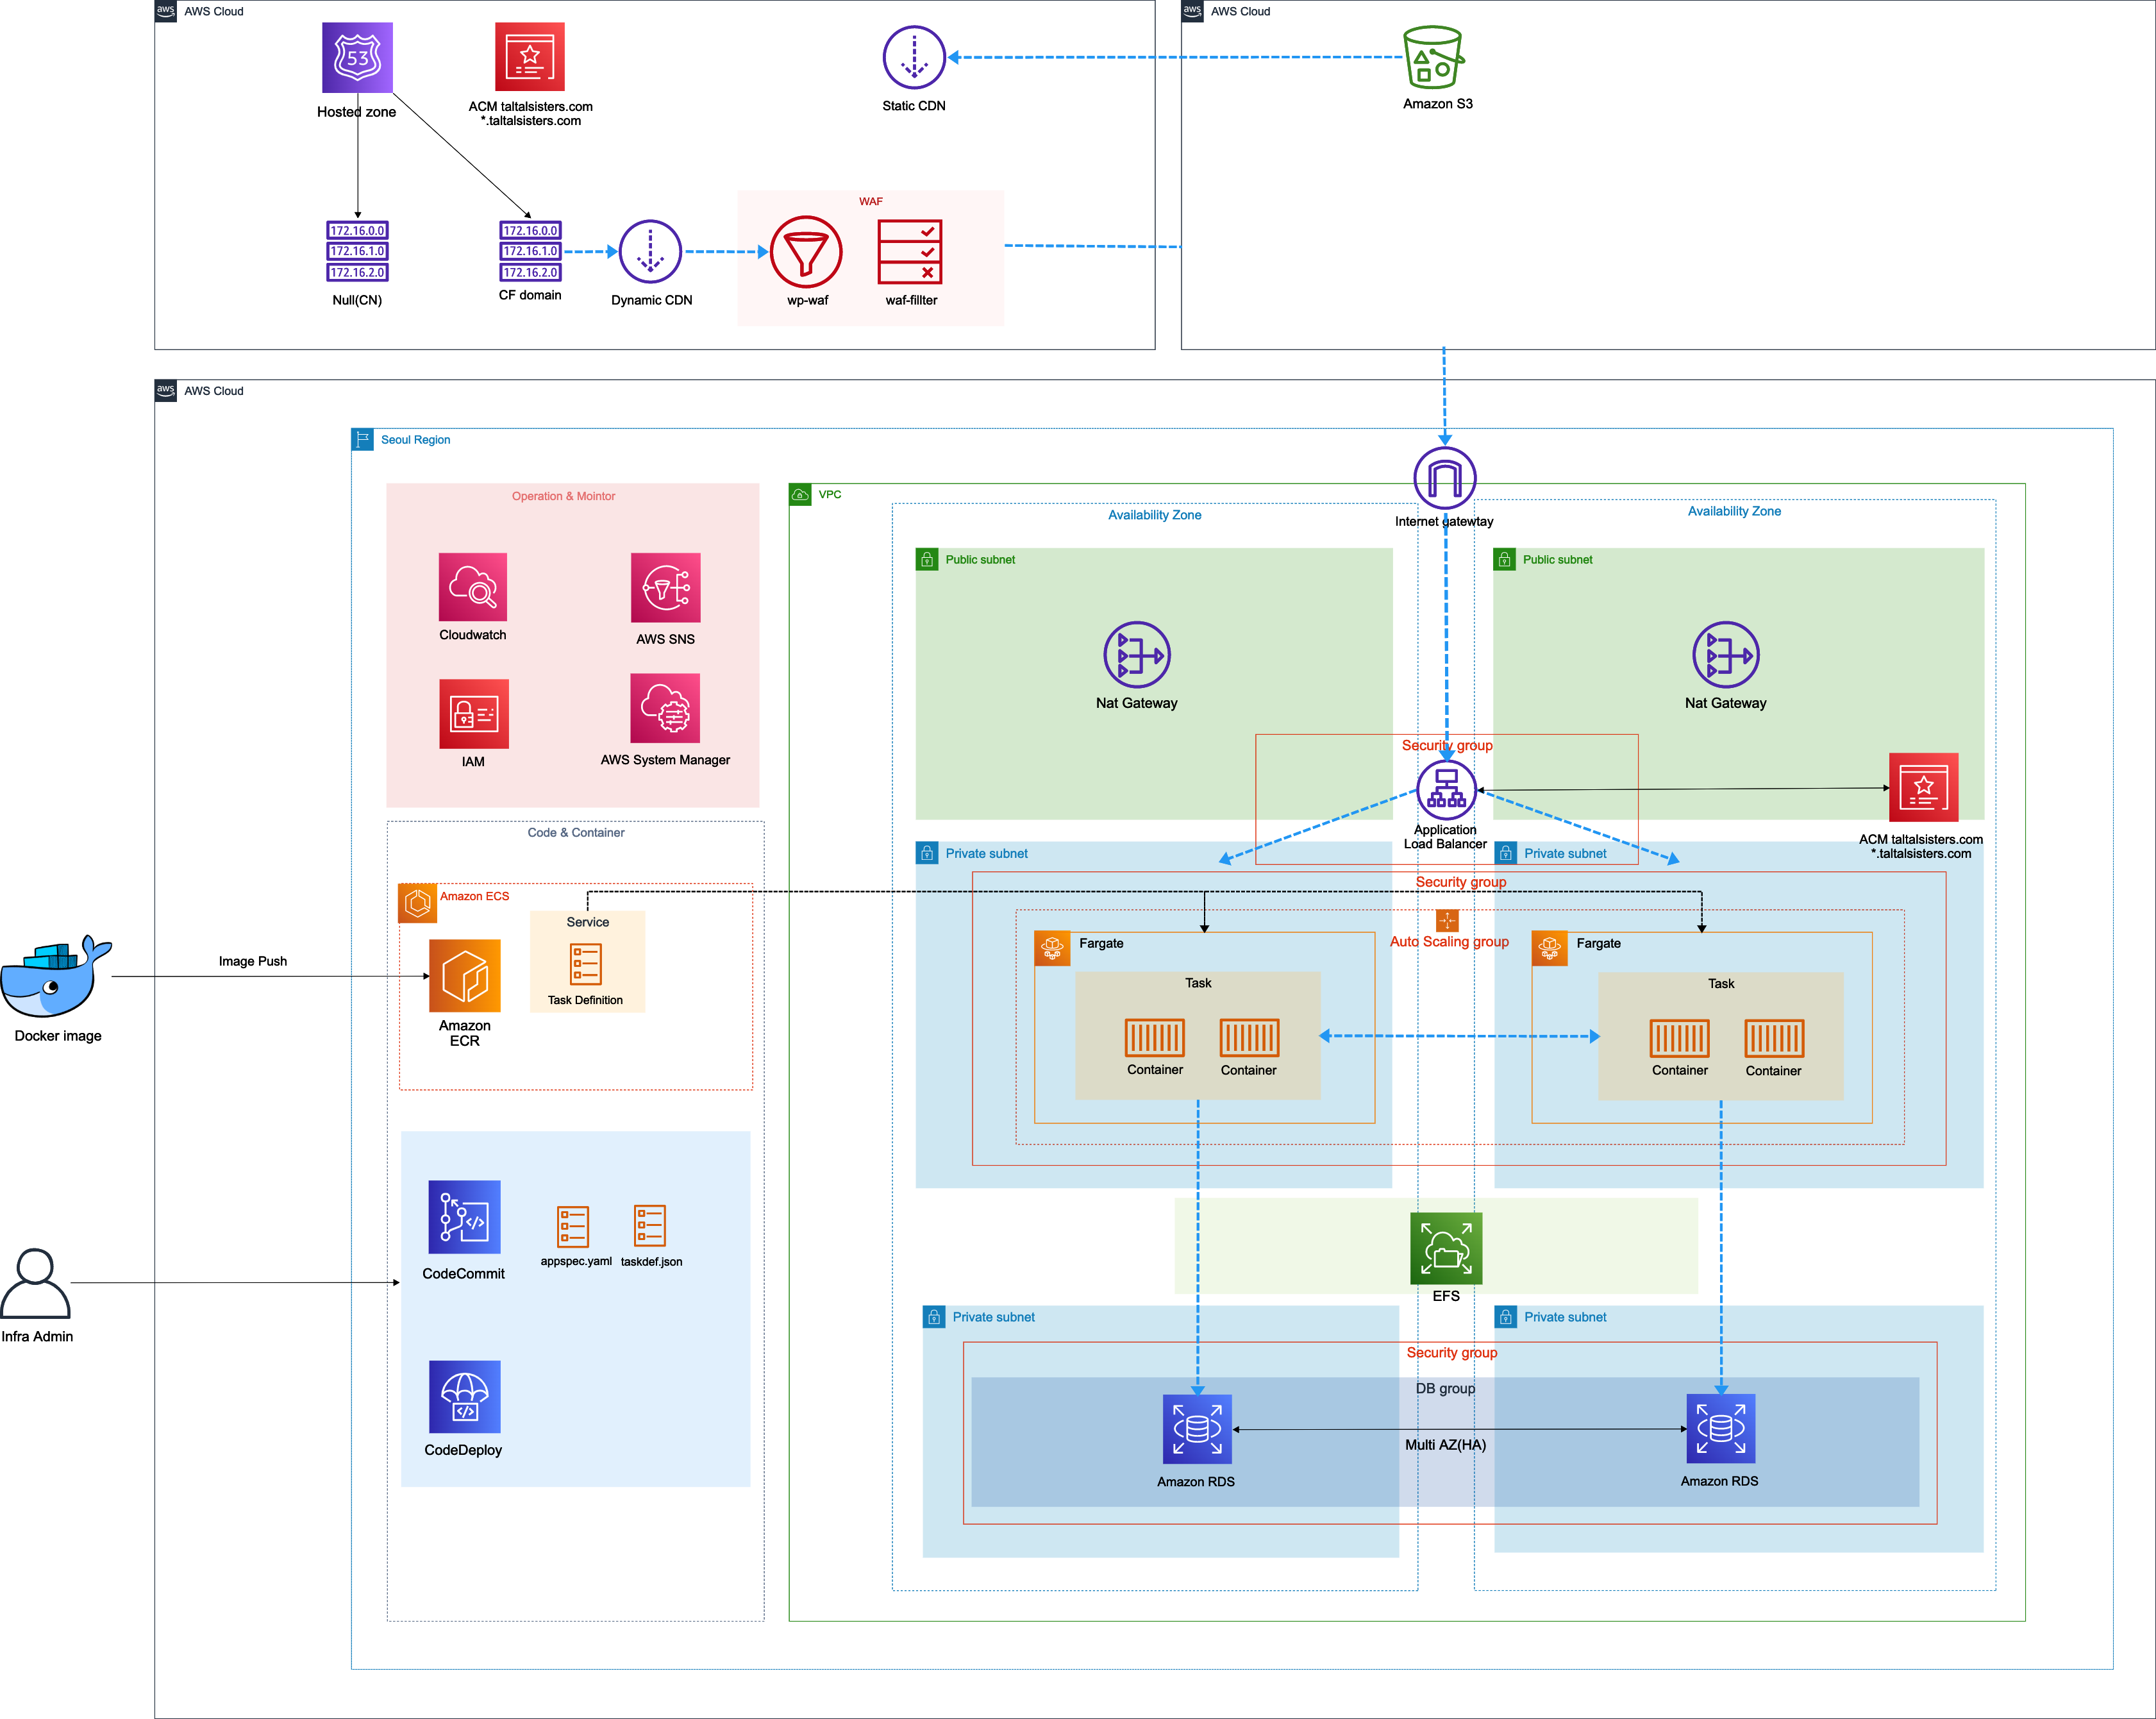 aws
AWS Cloud
53
Hosted zone
ACM taltalsisters.com
*.taltalsisters.com
Static CDN
172.16.0.0
172.16.1.0
172.16.2.0
Null(CN)
172.16.0.0
172.16.1.0
172.16.2.0
CF domain
Dynamic CDN
WAF
wp-waf
waf-fillter
aws
AWS Cloud
Amazon S3
aws
AWS Cloud
Seoul Region
Operation & Mointor
Cloudwatch
AWS SNS
IAM
AWS System Manager
Code & Container
Amazon ECS
Service
Task Definition
Amazon
ECR
Image Push
Docker image
CodeCommit
appspec.yaml
taskdef.json
CodeDeploy
Infra Admin
VPC
Internet gatewtay
Availability Zone
Availability Zone
Public subnet
Public subnet
Nat Gateway
Nat Gateway
Security group
Application
Load Balancer
ACM taltalsisters.com
*.taltalsisters.com
Private subnet
Private subnet
Security group
Auto Scaling group
Fargate
Fargate
Task
Task
Container
Container
Container
Container
EFS
Private subnet
Private subnet
Security group
DB group
Multi AZ(HA)
Amazon RDS
Amazon RDS